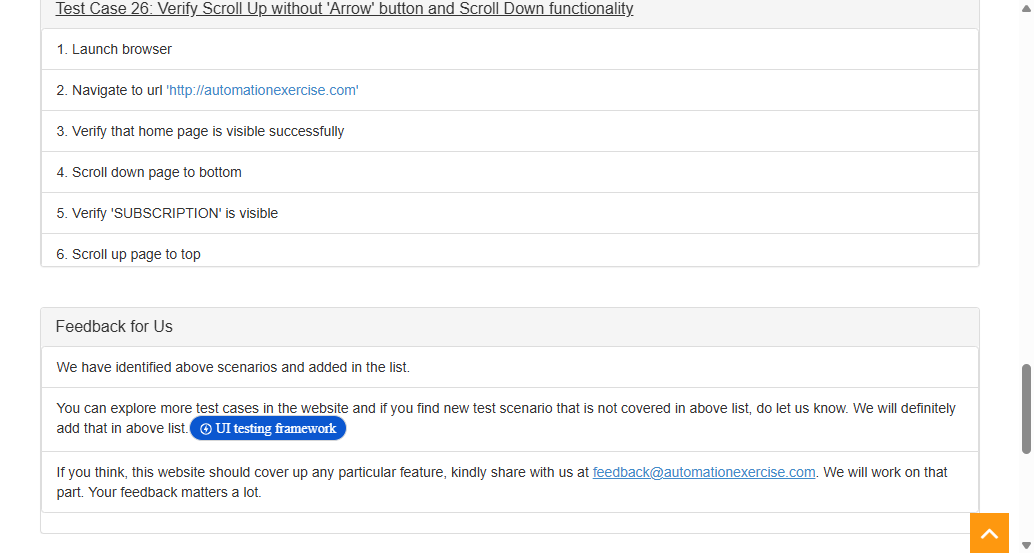 Test Case 26: Verify Scroll Up without 'Arrow' button and Scroll Down functionality
1. Launch browser
2. Navigate to url 'http://automationexercise.com'
3. Verify that home page is visible successfully
4. Scroll down page to bottom
5. Verify 'SUBSCRIPTION' is visible
6. Scroll up page to top
Feedback for Us
We have identified above scenarios and added in the list.
You can explore more test cases in the website and if you find new test scenario that is not covered in above list, do let us know. We will definitely
add that in above list. UI testing framework
If you think, this website should cover up any particular feature, kindly share with us at feedback@automationexercise.com. We will work on that
part. Your feedback matters a lot.